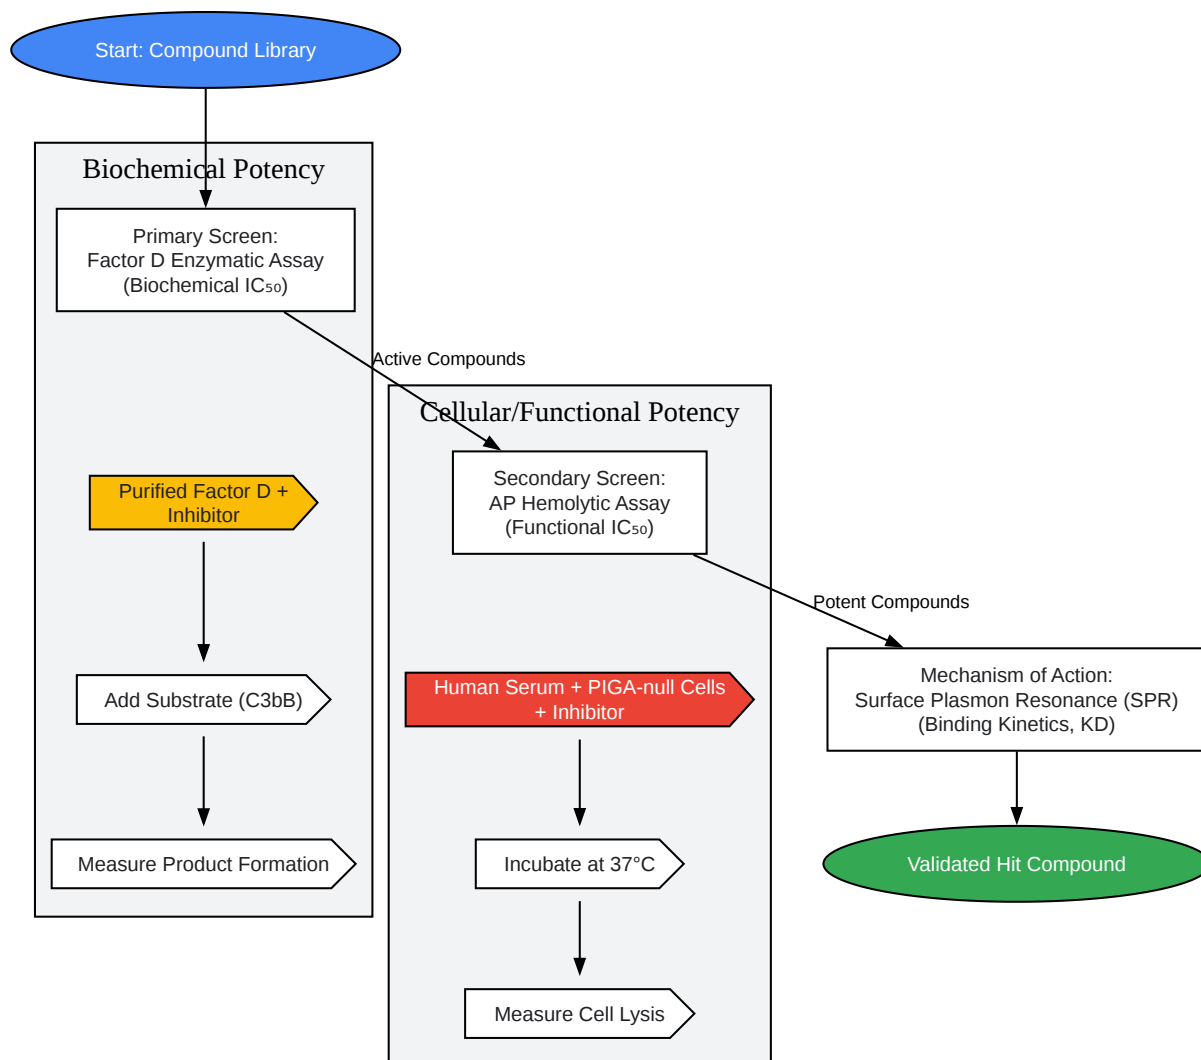 Start: Compound Library
Biochemical Potency
Primary Screen:
Factor D Enzymatic Assay
(Biochemical IC₅₀)
Active Compounds
Cellular/Functional Potency
Purified Factor D +
Inhibitor
Secondary Screen:
AP Hemolytic Assay
(Functional IC₅₀)
Potent Compounds
Add Substrate (C3bB)
Human Serum + PIGA-null Cells
+ Inhibitor
Mechanism of Action:
Surface Plasmon Resonance (SPR)
(Binding Kinetics, KD)
Measure Product Formation
Incubate at 37°C
Validated Hit Compound
Measure Cell Lysis